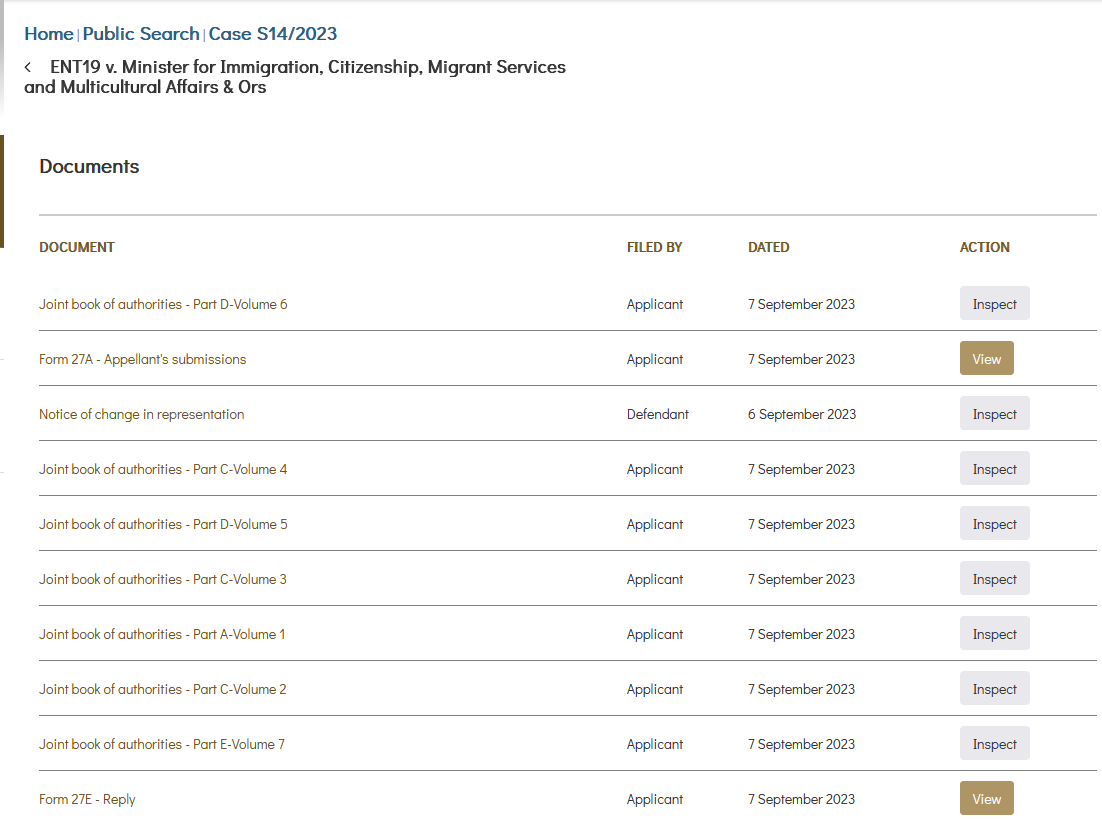 Home | Public Search | Case S14/2023
< ENT19 v. Minister for Immigration, Citizenship, Migrant Services
and Multicultural Affairs & Ors
Documents
DOCUMENT FILED BY DATED ACTION
Joint book of authorities - Part D-Volume 6 Applicant 7 September 2023 Inspect
Form 27A - Appellant's submissions Applicant 7 September 2023 View
Notice of change in representation Defendant 6 September 2023 Inspect
Joint book of authorities - Part C-Volume 4 Applicant 7 September 2023 Inspect
Joint book of authorities - Part D-Volume 5 Applicant 7 September 2023 Inspect
Joint book of authorities - Part C-Volume 3 Applicant 7 September 2023 Inspect
Joint book of authorities - Part A-Volume 1 Applicant 7 September 2023 Inspect
Joint book of authorities - Part C-Volume 2 Applicant 7 September 2023 Inspect
Joint book of authorities - Part E-Volume 7 Applicant 7 September 2023 Inspect
Form 27E - Reply Applicant 7 September 2023 View